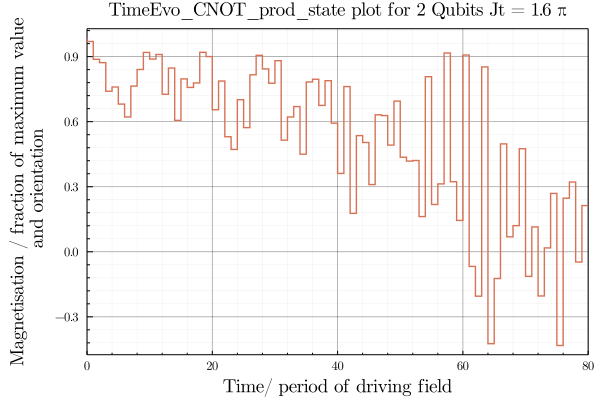 TimeEvo_CNOT_prod_state plot for 2 Qubits Jt = 1.6 π
Magnetisation / fraction of maximum value
and orientation
0.9
0.6
0.3
0.0
−0.3
0 20 40 60 80
Time/ period of driving field